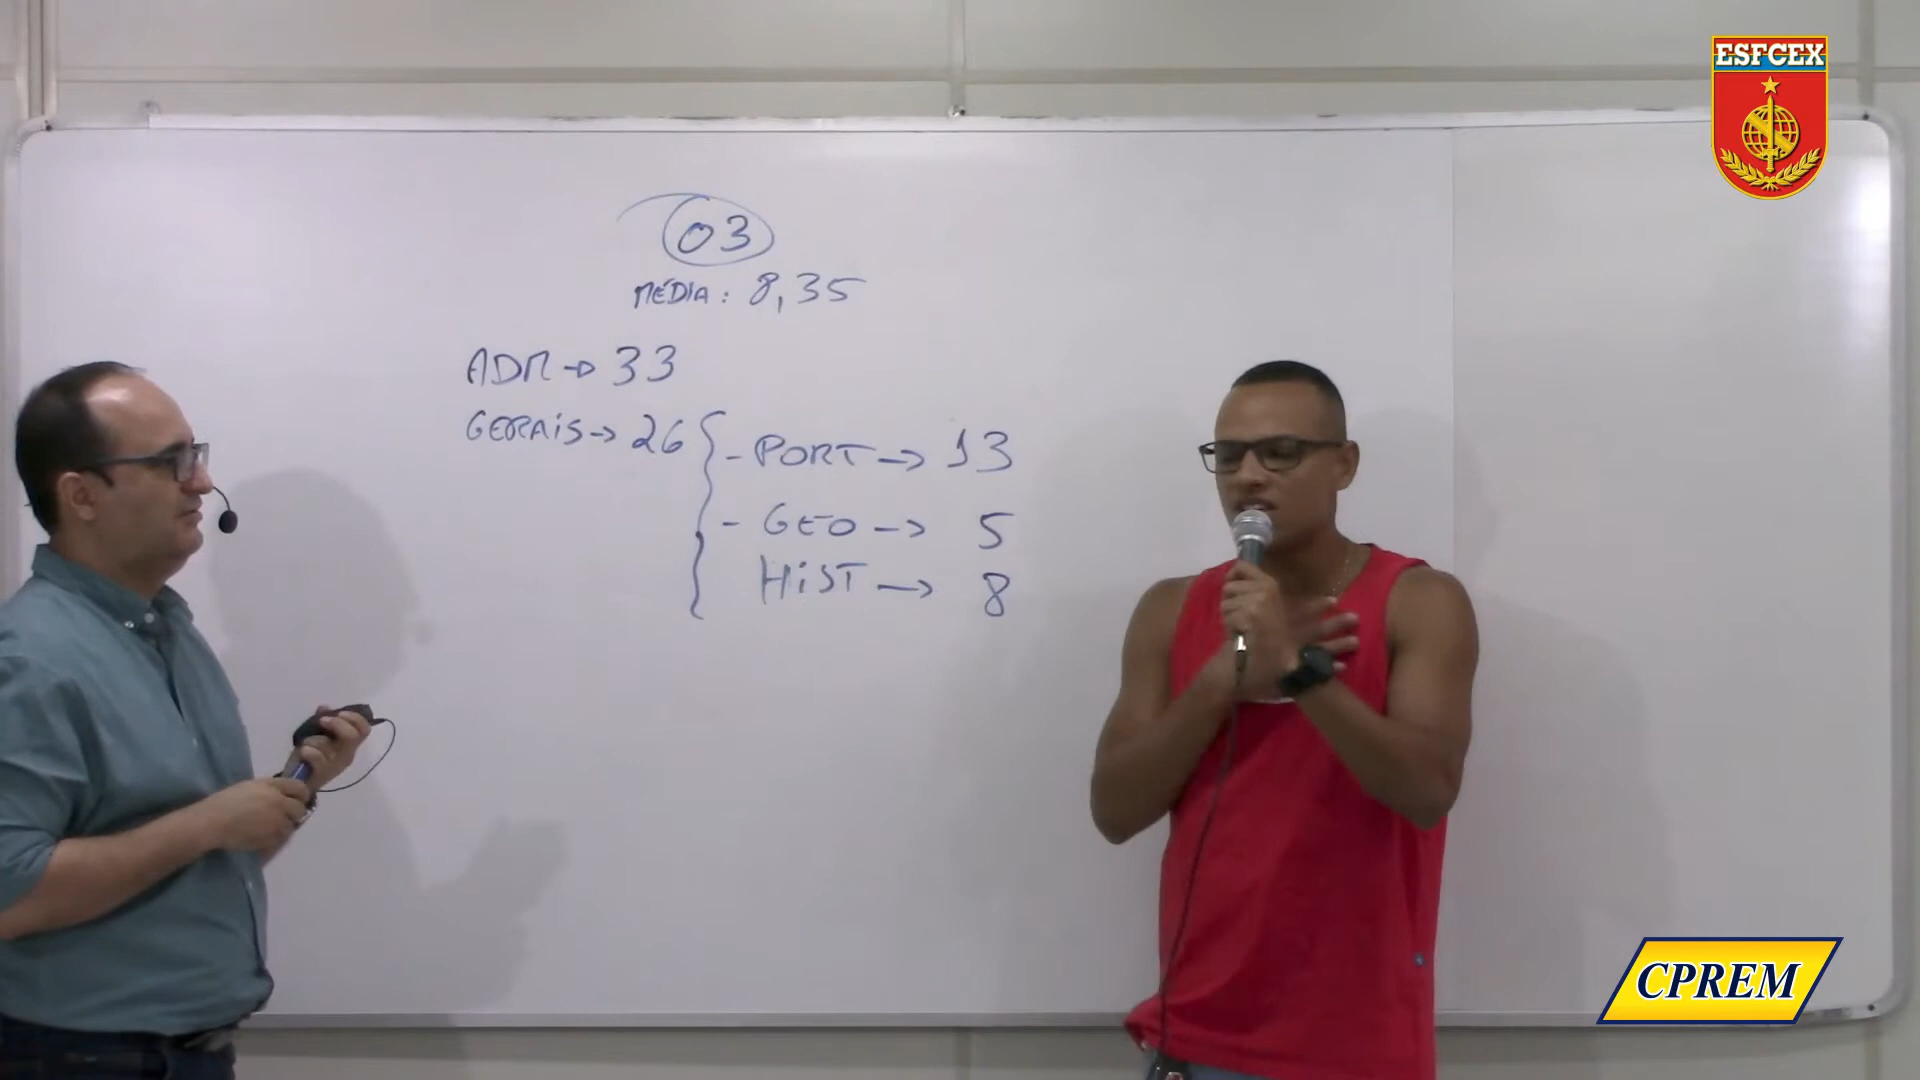 ESFCEX
03
MÉDIA: 8,35
ADM → 33
GERAIS → 26 { - PORT → 13
- GEO → 5
HIST → 8
CPREM